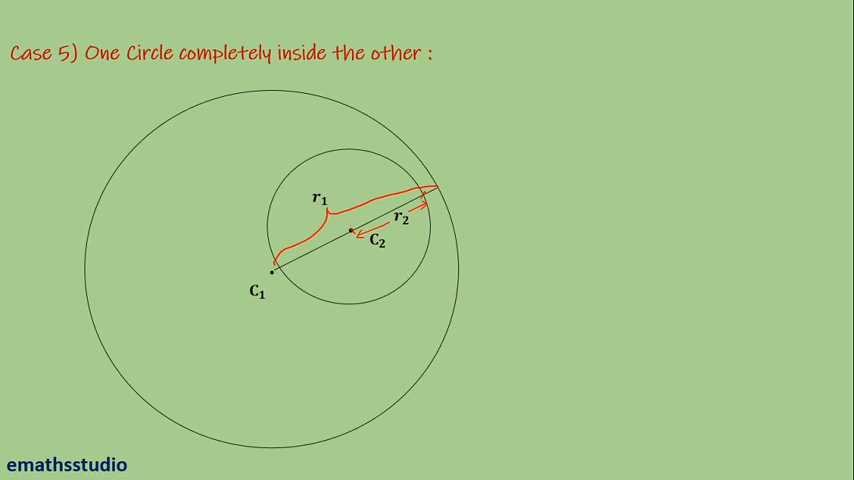 Case 5) One Circle completely inside the other :
r₁
r₂
C₂
C₁
emathsstudio